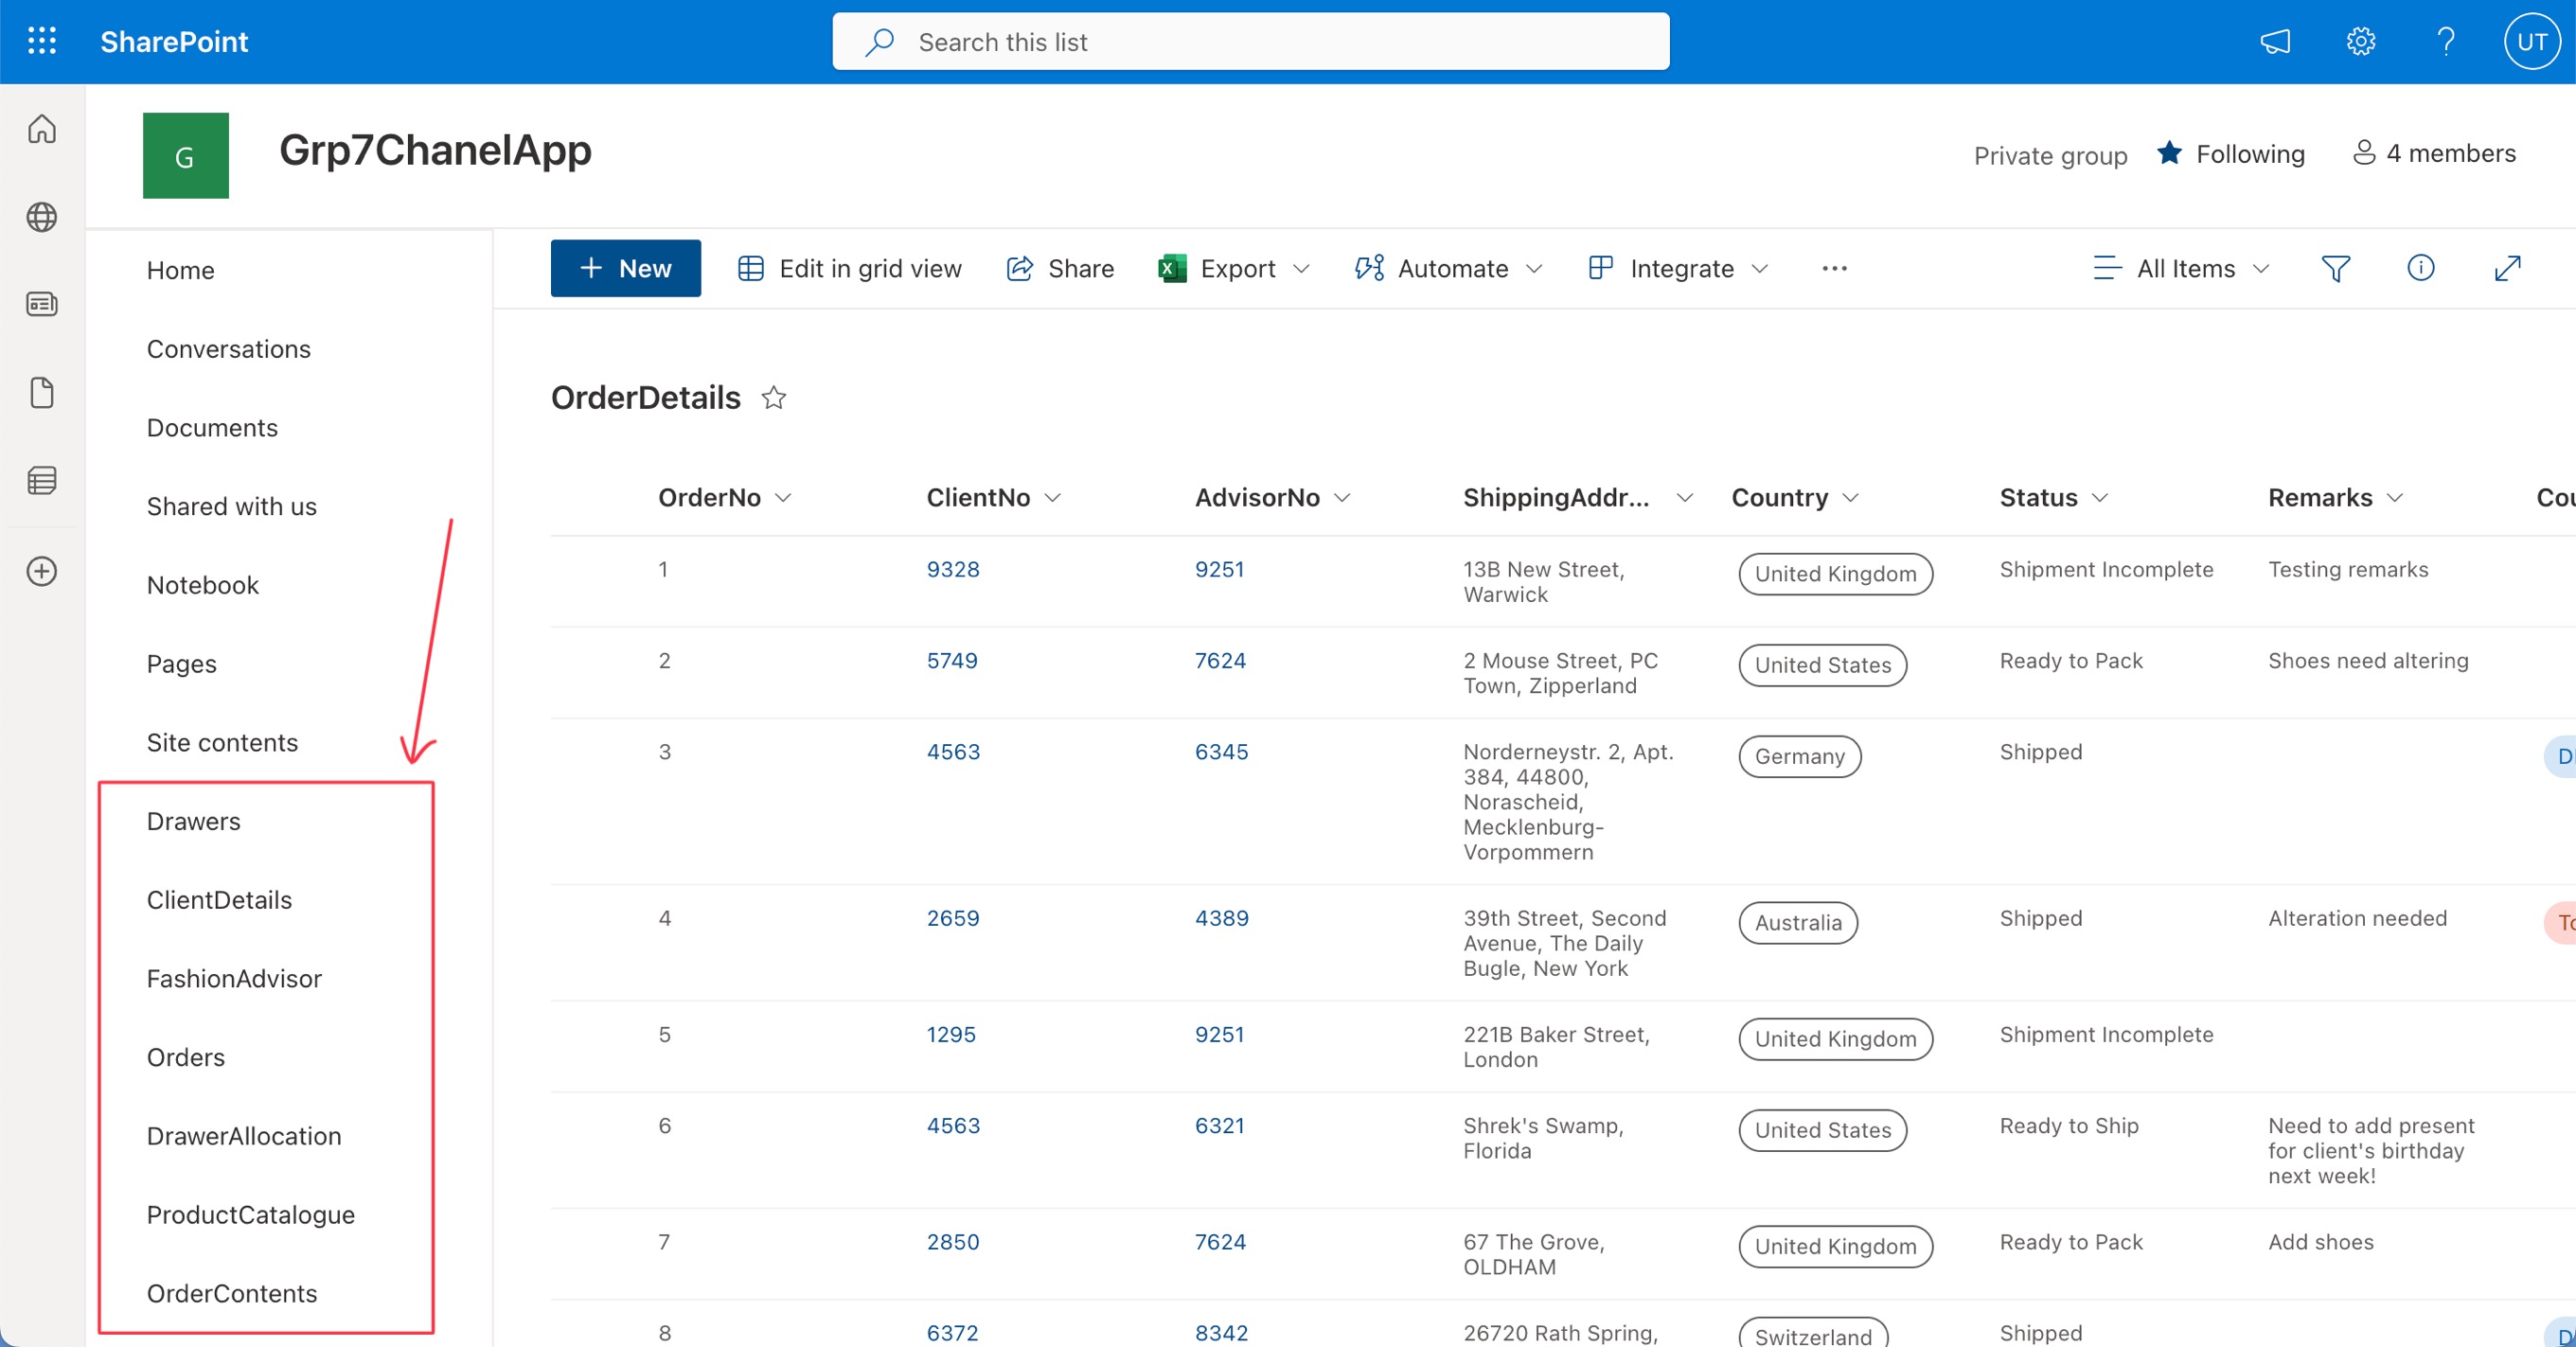 SharePoint
Search this list
UT
G
Grp7ChanelApp
Private group
Following
4 members
Home
Conversations
Documents
Shared with us
Notebook
Pages
Site contents
Drawers
ClientDetails
FashionAdvisor
Orders
DrawerAllocation
ProductCatalogue
OrderContents
New
Edit in grid view
Share
Export
Automate
Integrate
All Items
OrderDetails
OrderNo ClientNo AdvisorNo ShippingAddr... Country Status Remarks Cou
1 9328 9251 13B New Street, United Kingdom Shipment Incomplete Testing remarks
Warwick
2 5749 7624 2 Mouse Street, PC United States Ready to Pack Shoes need altering
Town, Zipperland
3 4563 6345 Norderneystr. 2, Apt. Germany Shipped D
384, 44800,
Norascheid,
Mecklenburg-
Vorpommern
4 2659 4389 39th Street, Second Australia Shipped Alteration needed To
Avenue, The Daily
Bugle, New York
5 1295 9251 221B Baker Street, United Kingdom Shipment Incomplete
London
6 4563 6321 Shrek's Swamp, United States Ready to Ship Need to add present
Florida for client's birthday
next week!
7 2850 7624 67 The Grove, United Kingdom Ready to Pack Add shoes
OLDHAM
8 6372 8342 26720 Rath Spring, Switzerland Shipped D